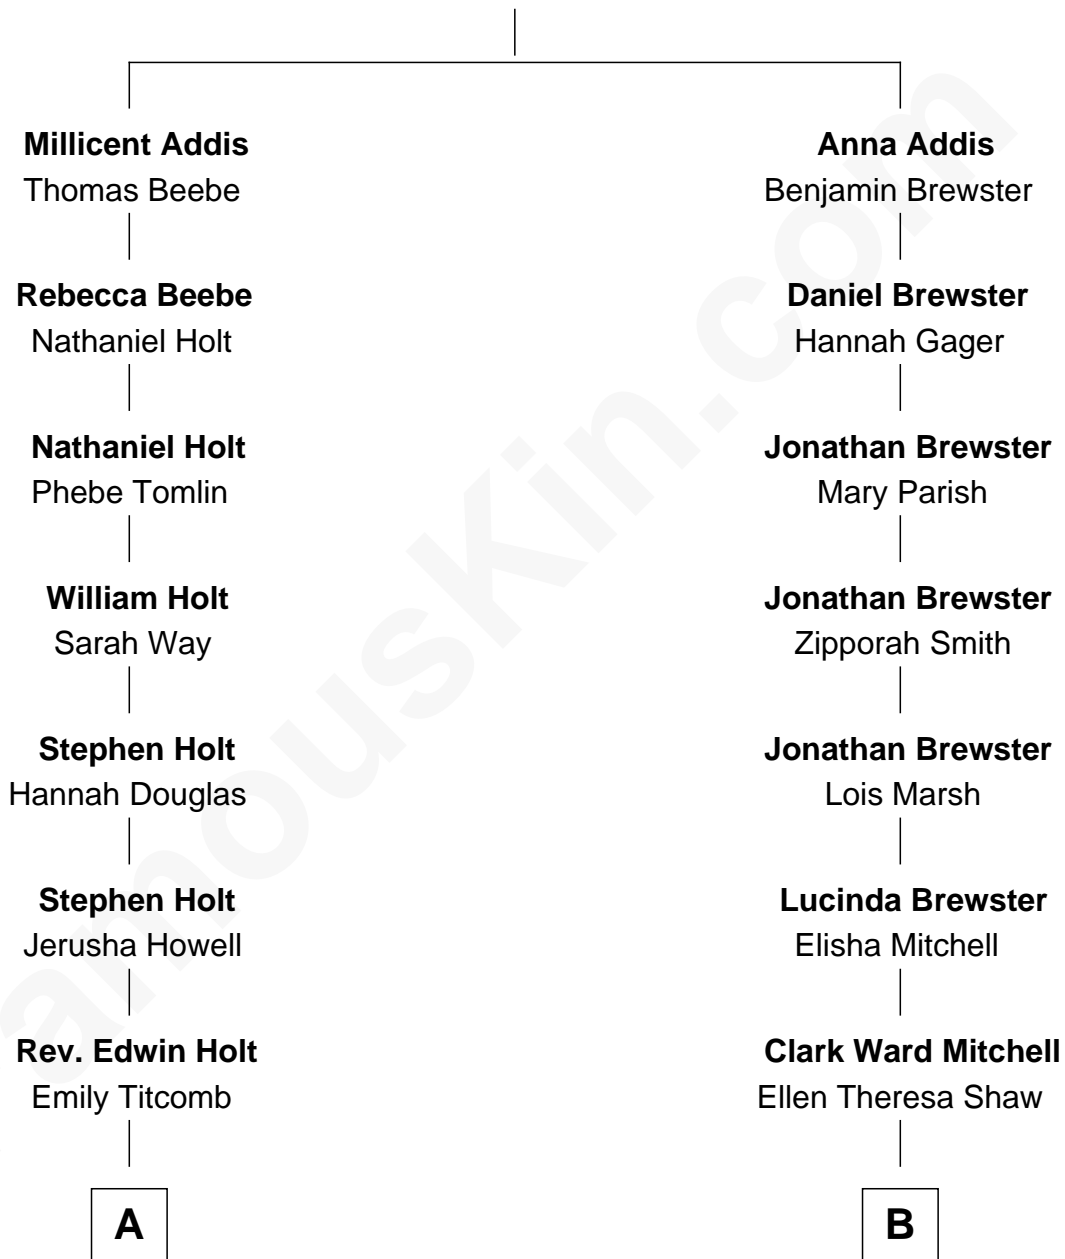 Millicent Addis
Thomas Beebe
Rebecca Beebe
Nathaniel Holt
Nathaniel Holt
Phebe Tomlin
William Holt
Sarah Way
Stephen Holt
Hannah Douglas
Stephen Holt
Jerusha Howell
Rev. Edwin Holt
Emily Titcomb
A
Anna Addis
Benjamin Brewster
Daniel Brewster
Hannah Gager
Jonathan Brewster
Mary Parish
Jonathan Brewster
Zipporah Smith
Jonathan Brewster
Lois Marsh
Lucinda Brewster
Elisha Mitchell
Clark Ward Mitchell
Ellen Theresa Shaw
B
amousKin.com